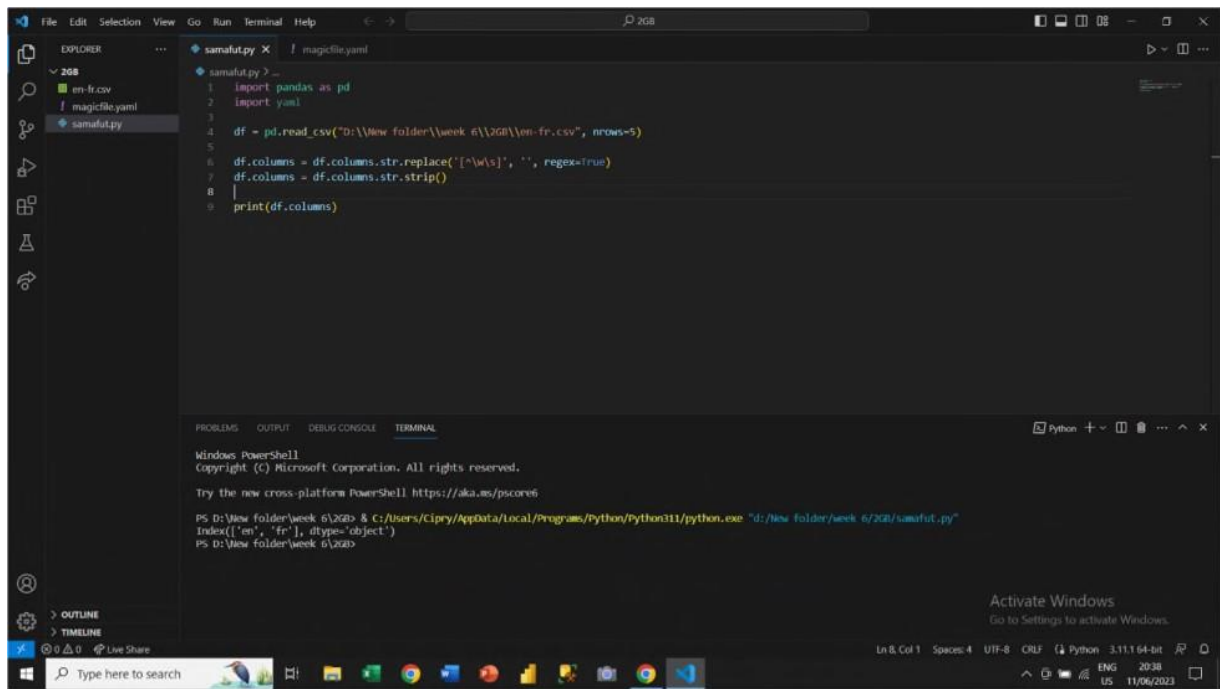 File Edit Selection View Go Run Terminal Help
2GB
EXPLORER
samafut.py
magicfile.yaml
2GB
en-fr.csv
magicfile.yaml
samafut.py
samafut.py > ...
1 import pandas as pd
2 import yaml
3
4 df = pd.read_csv("D:\\New folder\\week 6\\2GB\\en-fr.csv", nrows=5)
5
6 df.columns = df.columns.str.replace('[^\w\s]', '', regex=True)
7 df.columns = df.columns.str.strip()
8
9 print(df.columns)
PROBLEMS OUTPUT DEBUG CONSOLE TERMINAL
Python
Windows PowerShell
Copyright (C) Microsoft Corporation. All rights reserved.
Try the new cross-platform PowerShell https://aka.ms/pscore6
PS D:\New folder\week 6\2GB> & C:/Users/Cipry/AppData/Local/Programs/Python/Python311/python.exe "d:/New folder/week 6/2GB/samafut.py"
Index(['en', 'fr'], dtype='object')
PS D:\New folder\week 6\2GB>
Activate Windows
Go to Settings to activate Windows.
OUTLINE
TIMELINE
0 0 Live Share
Ln 8, Col 1 Spaces: 4 UTF-8 CRLF Python 3.11.1 64-bit
Type here to search
ENG 20:38
US 11/06/2023